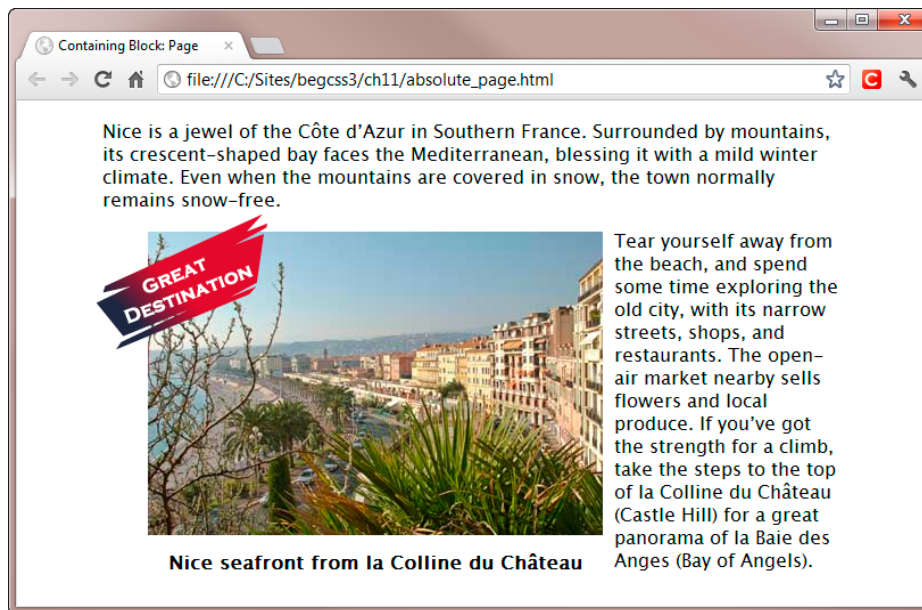 Containing Block: Page
file:///C:/Sites/begcss3/ch11/absolute_page.html
C
Nice is a jewel of the Côte d’Azur in Southern France. Surrounded by mountains,
its crescent-shaped bay faces the Mediterranean, blessing it with a mild winter
climate. Even when the mountains are covered in snow, the town normally
remains snow-free.
GREAT
DESTINATION
Nice seafront from la Colline du Château
Tear yourself away from
the beach, and spend
some time exploring the
old city, with its narrow
streets, shops, and
restaurants. The open-
air market nearby sells
flowers and local
produce. If you’ve got
the strength for a climb,
take the steps to the top
of la Colline du Château
(Castle Hill) for a great
panorama of la Baie des
Anges (Bay of Angels).